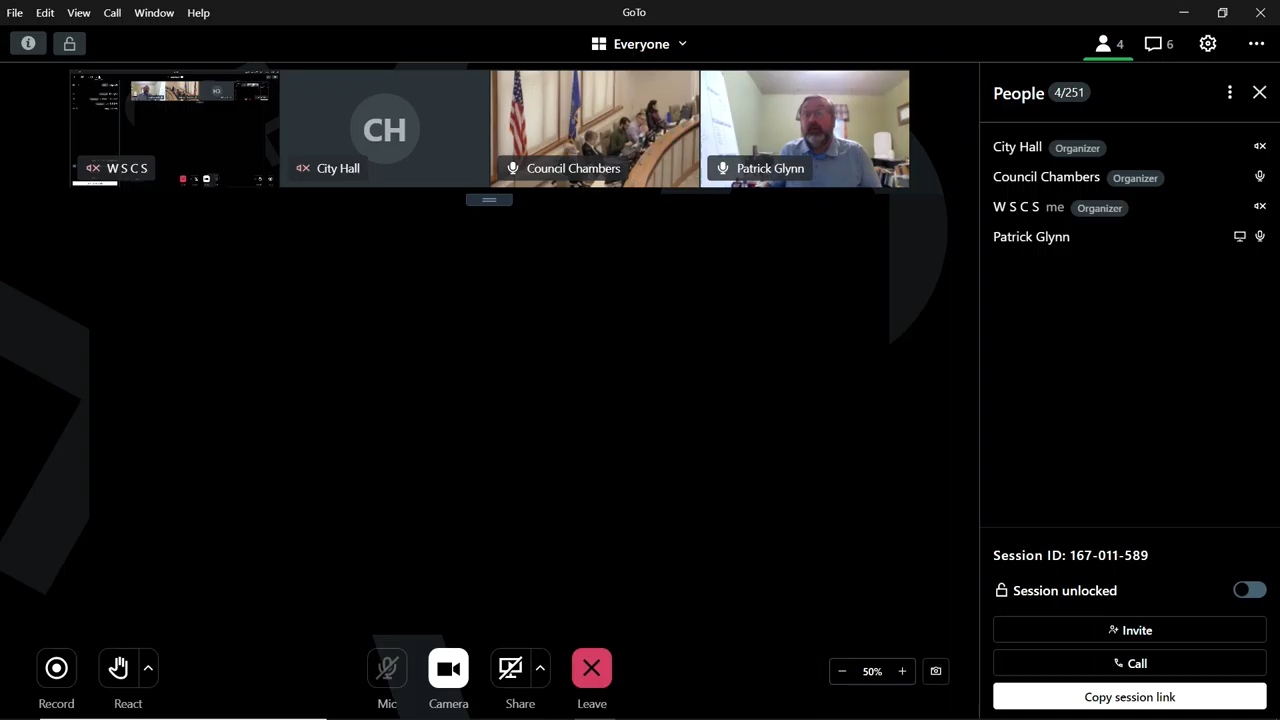 File Edit View Call Window Help GoTo
Everyone 4 6
People 4/251
City Hall Organizer
Council Chambers Organizer
W S C S me Organizer
Patrick Glynn
W S C S
CH
City Hall
Council Chambers
Patrick Glynn
Session ID: 167-011-589
Session unlocked
Invite
Call
Copy session link
Record React Mic Camera Share Leave
50%